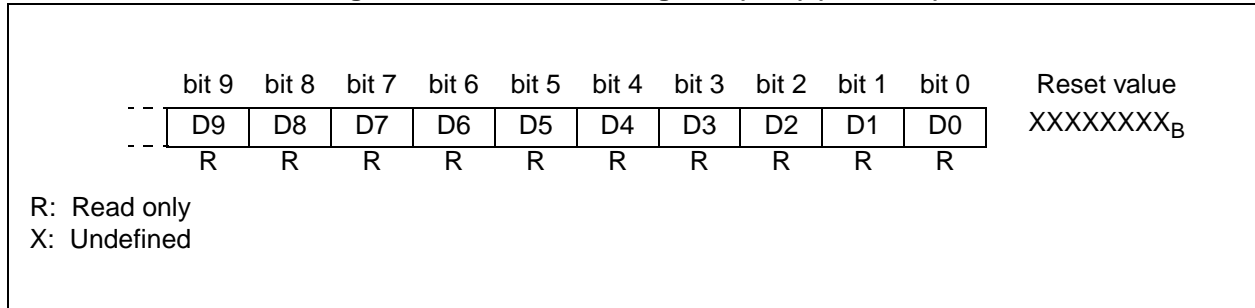 bit 9 bit 8 bit 7 bit 6 bit 5 bit 4 bit 3 bit 2 bit 1 bit 0 Reset value
D9 D8 D7 D6 D5 D4 D3 D2 D1 D0 XXXXXXXXB
R R R R R R R R R R
R: Read only
X: Undefined